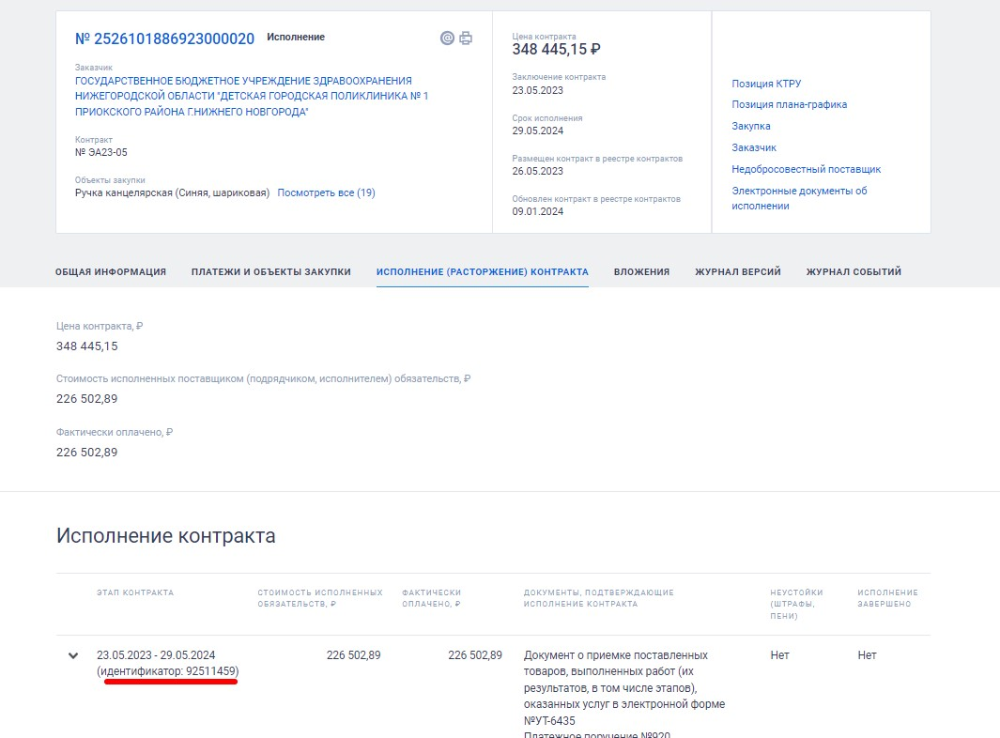 № 2526101886923000020 Исполнение
Заказчик
ГОСУДАРСТВЕННОЕ БЮДЖЕТНОЕ УЧРЕЖДЕНИЕ ЗДРАВООХРАНЕНИЯ
НИЖЕГОРОДСКОЙ ОБЛАСТИ "ДЕТСКАЯ ГОРОДСКАЯ ПОЛИКЛИНИКА № 1
ПРИОКСКОГО РАЙОНА Г.НИЖНЕГО НОВГОРОДА"
Контракт
№ ЭА23-05
Объекты закупки
Ручка канцелярская (Синяя, шариковая) Посмотреть все (19)
Цена контракта
348 445,15 ₽
Заключение контракта
23.05.2023
Срок исполнения
29.05.2024
Размещен контракт в реестре контрактов
26.05.2023
Обновлен контракт в реестре контрактов
09.01.2024
Позиция КТРУ
Позиция плана-графика
Закупка
Заказчик
Недобросовестный поставщик
Электронные документы об
исполнении
ОБЩАЯ ИНФОРМАЦИЯ ПЛАТЕЖИ И ОБЪЕКТЫ ЗАКУПКИ ИСПОЛНЕНИЕ (РАСТОРЖЕНИЕ) КОНТРАКТА ВЛОЖЕНИЯ ЖУРНАЛ ВЕРСИЙ ЖУРНАЛ СОБЫТИЙ
Цена контракта, ₽
348 445,15
Стоимость исполненных поставщиком (подрядчиком, исполнителем) обязательств, ₽
226 502,89
Фактически оплачено, ₽
226 502,89
Исполнение контракта
ЭТАП КОНТРАКТА
СТОИМОСТЬ ИСПОЛНЕННЫХ
ОБЯЗАТЕЛЬСТВ, ₽
ФАКТИЧЕСКИ
ОПЛАЧЕНО, ₽
ДОКУМЕНТЫ, ПОДТВЕРЖДАЮЩИЕ
ИСПОЛНЕНИЕ КОНТРАКТА
НЕУСТОЙКИ
(ШТРАФЫ,
ПЕНИ)
ИСПОЛНЕНИЕ
ЗАВЕРШЕНО
23.05.2023 - 29.05.2024
(идентификатор: 92511459)
226 502,89
226 502,89
Документ о приемке поставленных
товаров, выполненных работ (их
результатов, в том числе этапов),
оказанных услуг в электронной форме
№УТ-6435
Платежное поручение №920
Нет
Нет